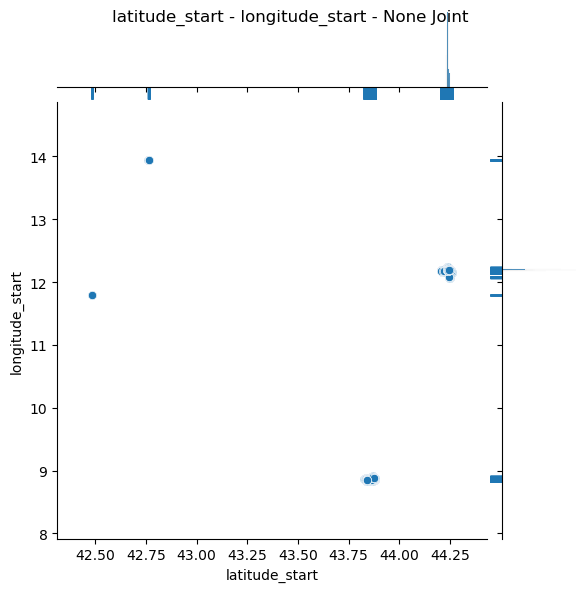 latitude_start - longitude_start - None Joint
14
13
12
11
10
9
8
longitude_start
42.50 42.75 43.00 43.25 43.50 43.75 44.00 44.25
latitude_start